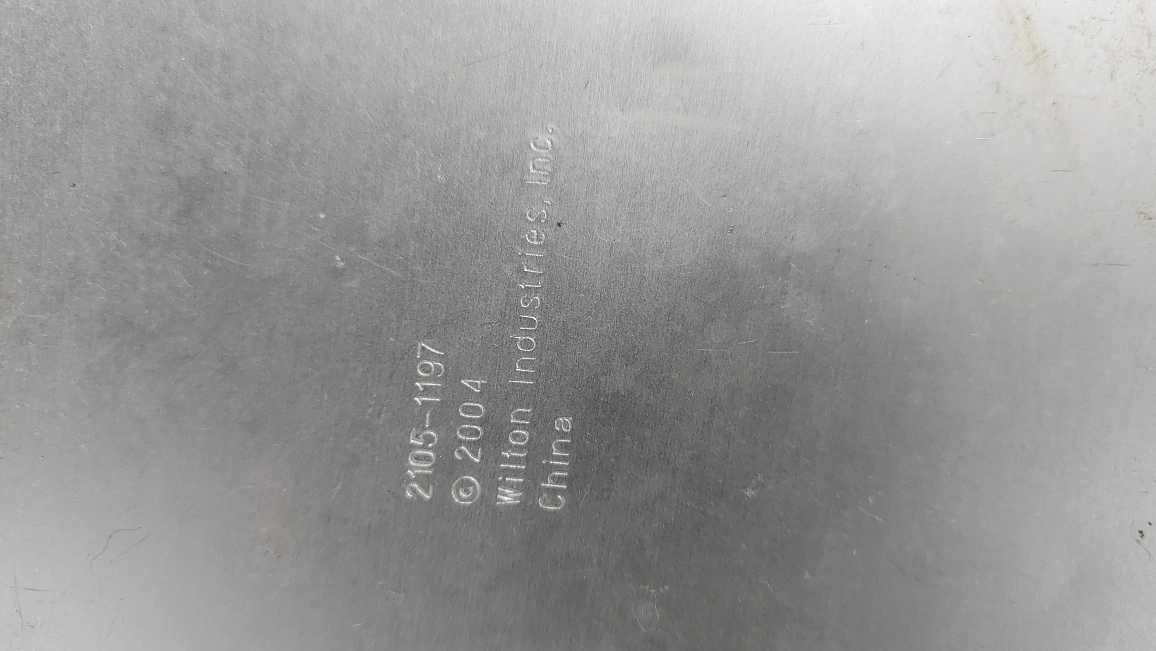 2105-1197
© 2004
Wilton Industries, Inc.
China